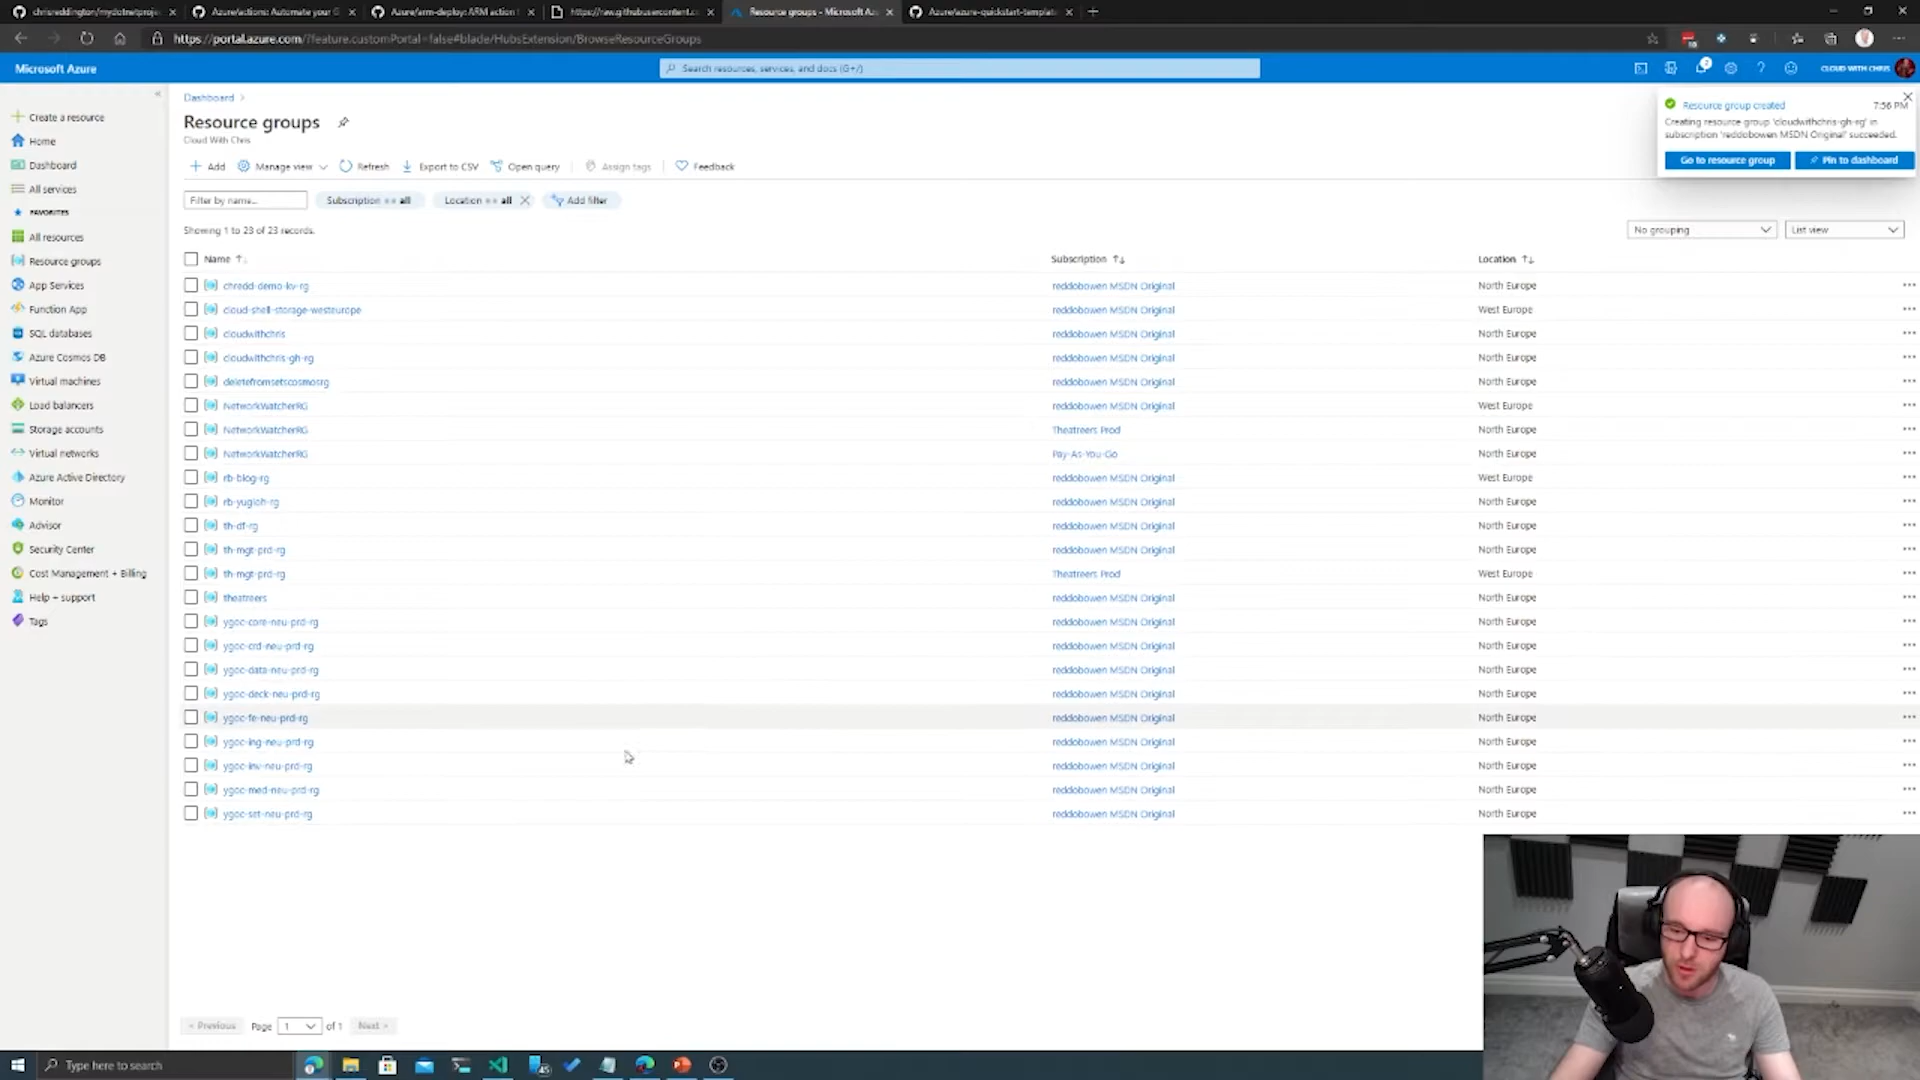 chrisreddington/mydotnetproje
Azure/actions: Automate your G
Azure/arm-deploy: ARM action t
https://raw.githubusercontent.c
Resource groups - Microsoft Az
Azure/azure-quickstart-template
https://portal.azure.com/?feature.customPortal=false#blade/HubsExtension/BrowseResourceGroups
Microsoft Azure
Search resources, services, and docs (G+/)
CLOUD WITH CHRIS
Create a resource
Home
Dashboard
All services
FAVORITES
All resources
Resource groups
App Services
Function App
SQL databases
Azure Cosmos DB
Virtual machines
Load balancers
Storage accounts
Virtual networks
Azure Active Directory
Monitor
Advisor
Security Center
Cost Management + Billing
Help + support
Tags
Dashboard >
Resource groups
Cloud With Chris
Add Manage view Refresh Export to CSV Open query Assign tags Feedback
Filter by name... Subscription == all Location == all Add filter
Showing 1 to 23 of 23 records.
No grouping List view
Resource group created 7:56 PM
Creating resource group 'cloudwithchris-gh-rg' in
subscription 'reddobowen MSDN Original' succeeded.
Go to resource group Pin to dashboard
Name Subscription Location
chredd-demo-kv-rg reddobowen MSDN Original North Europe
cloud-shell-storage-westeurope reddobowen MSDN Original West Europe
cloudwithchris reddobowen MSDN Original North Europe
cloudwithchris-gh-rg reddobowen MSDN Original North Europe
deletefromsetscosmosrg reddobowen MSDN Original North Europe
NetworkWatcherRG reddobowen MSDN Original West Europe
NetworkWatcherRG Theatreers Prod North Europe
NetworkWatcherRG Pay-As-You-Go North Europe
rb-blog-rg reddobowen MSDN Original West Europe
rb-yugioh-rg reddobowen MSDN Original North Europe
th-df-rg reddobowen MSDN Original North Europe
th-mgt-prd-rg reddobowen MSDN Original North Europe
th-mgt-prd-rg Theatreers Prod West Europe
theatreers reddobowen MSDN Original North Europe
ygoc-core-neu-prd-rg reddobowen MSDN Original North Europe
ygoc-crd-neu-prd-rg reddobowen MSDN Original North Europe
ygoc-data-neu-prd-rg reddobowen MSDN Original North Europe
ygoc-deck-neu-prd-rg reddobowen MSDN Original North Europe
ygoc-fe-neu-prd-rg reddobowen MSDN Original North Europe
ygoc-ing-neu-prd-rg reddobowen MSDN Original North Europe
ygoc-inv-neu-prd-rg reddobowen MSDN Original North Europe
ygoc-med-neu-prd-rg reddobowen MSDN Original North Europe
ygoc-set-neu-prd-rg reddobowen MSDN Original North Europe
< Previous Page 1 of 1 Next >
Type here to search